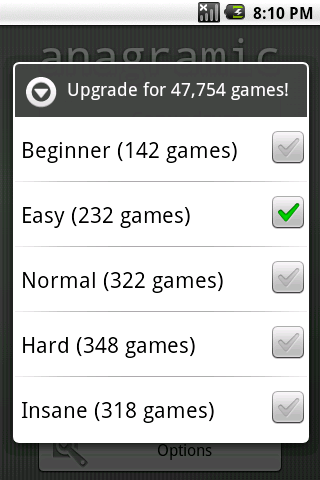 8:10 PM
anagramic
Upgrade for 47,754 games!
Beginner (142 games)
Easy (232 games)
Normal (322 games)
Hard (348 games)
Insane (318 games)
Options